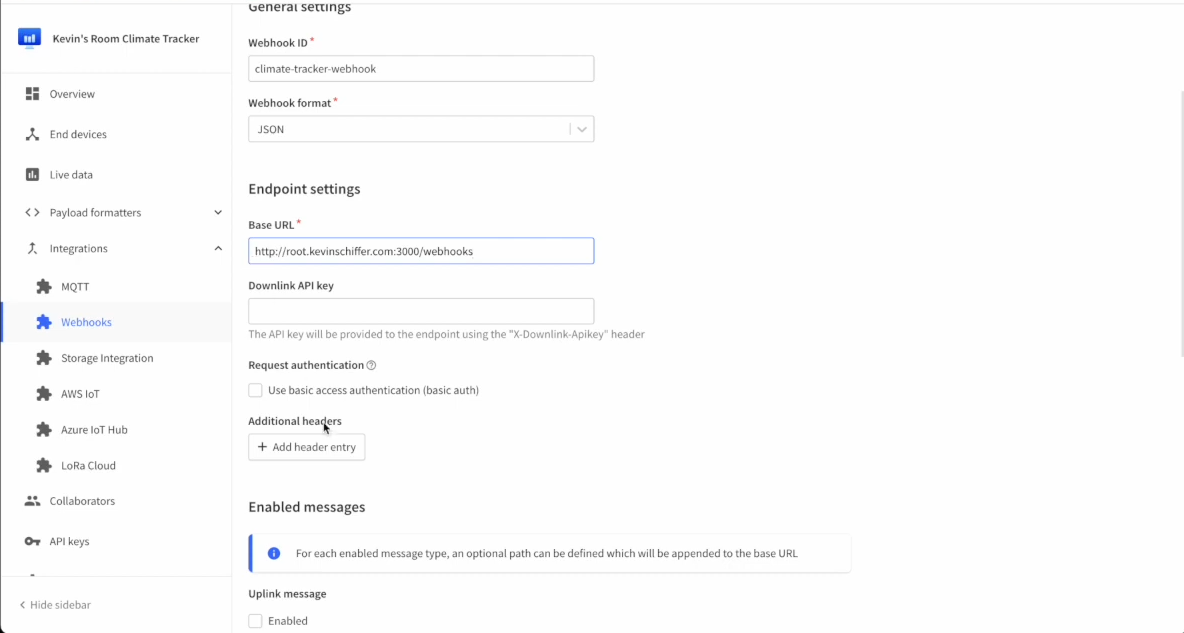 Kevin's Room Climate Tracker
Overview
End devices
Live data
Payload formatters
Integrations
MQTT
Webhooks
Storage Integration
AWS IoT
Azure IoT Hub
LoRa Cloud
Collaborators
API keys
Hide sidebar
General settings
Webhook ID *
climate-tracker-webhook
Webhook format *
JSON
Endpoint settings
Base URL *
http://root.kevinschiffer.com:3000/webhooks
Downlink API key
The API key will be provided to the endpoint using the "X-Downlink-Apikey" header
Request authentication
Use basic access authentication (basic auth)
Additional headers
+ Add header entry
Enabled messages
For each enabled message type, an optional path can be defined which will be appended to the base URL
Uplink message
Enabled